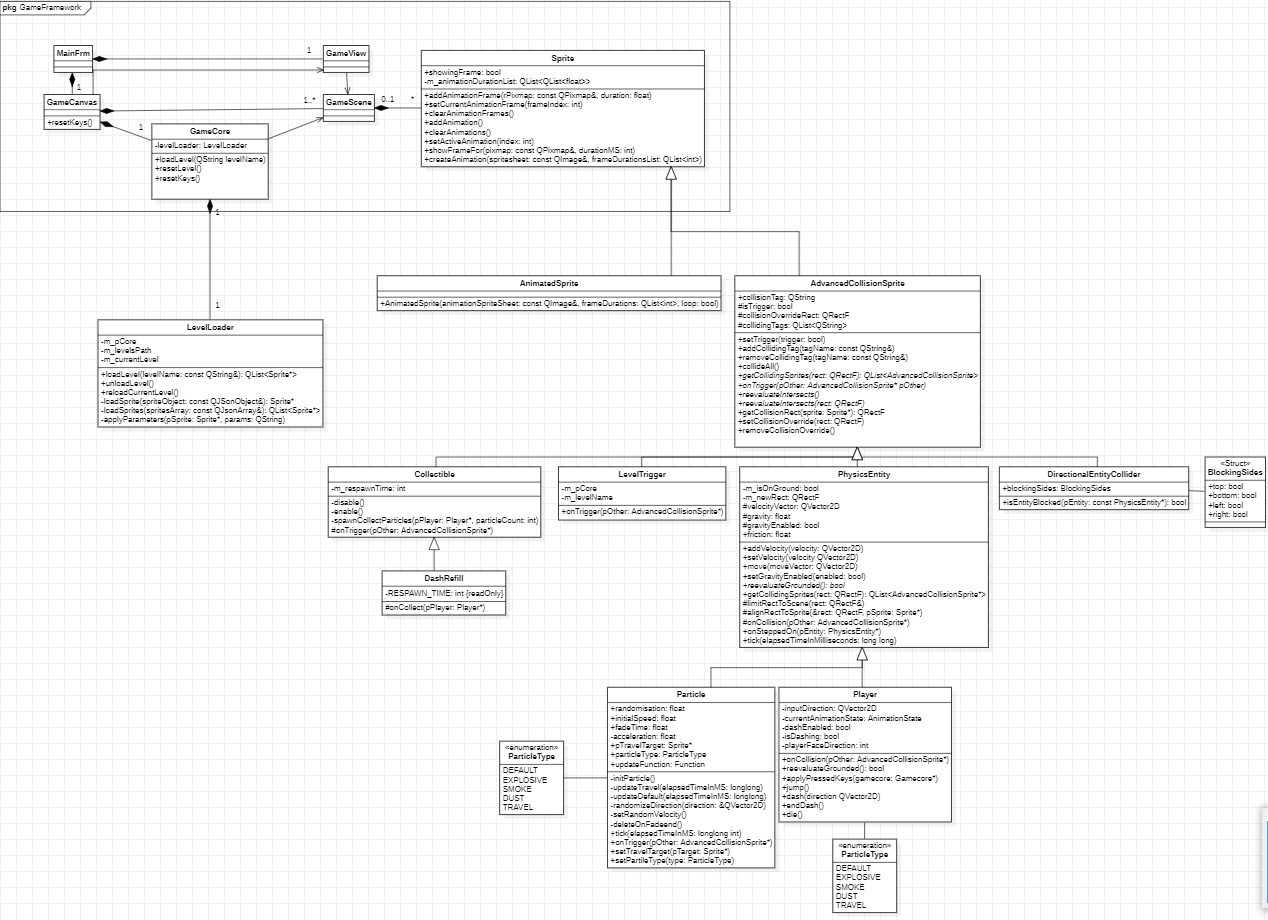 pkg GameFramework
MainFrm
1
GameView
1
GameCanvas
+resetKeys()
1..*
GameScene
0..1
*
1
GameCore
-levelLoader: LevelLoader
+loadLevel(QString levelName)
+resetLevel()
+resetKeys()
1
1
Sprite
+showingFrame: bool
-m_animationDurationList: QList<QList<float>>
+addAnimationFrame(rPixmap: const QPixmap&, duration: float)
+setCurrentAnimationFrame(frameIndex: int)
+clearAnimationFrames()
+addAnimation()
+clearAnimations()
+setActiveAnimation(index: int)
+showFrameFor(pixmap: const QPixmap&, durationMS: int)
+createAnimation(spritesheet: const QImage&, frameDurationsList: QList<int>)
AnimatedSprite
+AnimatedSprite(animationSpriteSheet: const QImage&, frameDurations: QList<int>, loop: bool)
AdvancedCollisionSprite
+collisionTag: QString
#isTrigger: bool
#collisionOverrideRect: QRectF
#collidingTags: QList<QString>
+setTrigger(trigger: bool)
+addCollidingTag(tagName: const QString&)
+removeCollidingTag(tagName: const QString&)
+collideAll()
+getCollidingSprites(rect: QRectF): QList<AdvancedCollisionSprite>
+onTrigger(pOther: AdvancedCollisionSprite* pOther)
+reevaluateIntersects()
+reevaluateIntersects(rect: QRectF)
+getCollisionRect(sprite: Sprite*): QRectF
+setCollisionOverride(rect: QRectF)
+removeCollisionOverride()
LevelLoader
-m_pCore
-m_levelsPath
-m_currentLevel
+loadLevel(levelName: const QString&): QList<Sprite*>
+unloadLevel()
+reloadCurrentLevel()
-loadSprite(spriteObject: const QJSonObject&): Sprite*
-loadSprites(spritesArray: const QJsonArray&): QList<Sprite*>
-applyParameters(pSprite: Sprite*, params: QString)
Collectible
-m_respawnTime: int
-disable()
-enable()
-spawnCollectParticles(pPlayer: Player*, particleCount: int)
#onTrigger(pOther: AdvancedCollisionSprite*)
LevelTrigger
-m_pCore
-m_levelName
+onTrigger(pOther: AdvancedCollisionSprite*)
PhysicsEntity
-m_isOnGround: bool
-m_newRect: QRectF
#velocityVector: QVector2D
#gravity: float
#gravityEnabled: bool
+friction: float
+addVelocity(velocity: QVector2D)
+setVelocity(velocity QVector2D)
+move(moveVector: QVector2D)
+setGravityEnabled(enabled: bool)
+reevaluateGrounded(): bool
+getCollidingSprites(rect: QRectF): QList<AdvancedCollisionSprite*>
#limitRectToScene(rect: QRectF&)
#alignRectToSprite(&rect: QRectF, pSprite: Sprite*)
#onCollision(pOther: AdvancedCollisionSprite*)
+onSteppedOn(pEntity: PhysicsEntity*)
+tick(elapsedTimeInMilliseconds: long long)
DirectionalEntityCollider
+blockingSides: BlockingSides
+isEntityBlocked(pEntity: const PhysicsEntity*): bool
«Struct»
BlockingSides
+top: bool
+bottom: bool
+left: bool
+right: bool
DashRefill
-RESPAWN_TIME: int {readOnly}
#onCollect(pPlayer: Player*)
Particle
+randomisation: float
+initialSpeed: float
+fadeTime: float
-acceleration: float
+pTravelTarget: Sprite*
+particleType: ParticleType
+updateFunction: Function
-initParticle()
-updateTravel(elapsedTimeInMS: longlong)
-updateDefault(elapsedTimeInMS: longlong)
-randomizeDirection(direction: &QVector2D)
-setRandomVelocity()
-deleteOnFadeend()
+tick(elapsedTimeInMS: longlong int)
+onTrigger(pOther: AdvancedCollisionSprite*)
+setTravelTarget(pTarget: Sprite*)
+setPartileType(type: ParticleType)
Player
-inputDirection: QVector2D
-currentAnimationState: AnimationState
-dashEnabled: bool
-isDashing: bool
-playerFaceDirection: int
+onCollision(pOther: AdvancedCollisionSprite*)
+reevaluateGrounded(): bool
+applyPressedKeys(gamecore: Gamecore*)
+jump()
+dash(direction QVector2D)
+endDash()
+die()
«enumeration»
ParticleType
DEFAULT
EXPLOSIVE
SMOKE
DUST
TRAVEL
«enumeration»
ParticleType
DEFAULT
EXPLOSIVE
SMOKE
DUST
TRAVEL